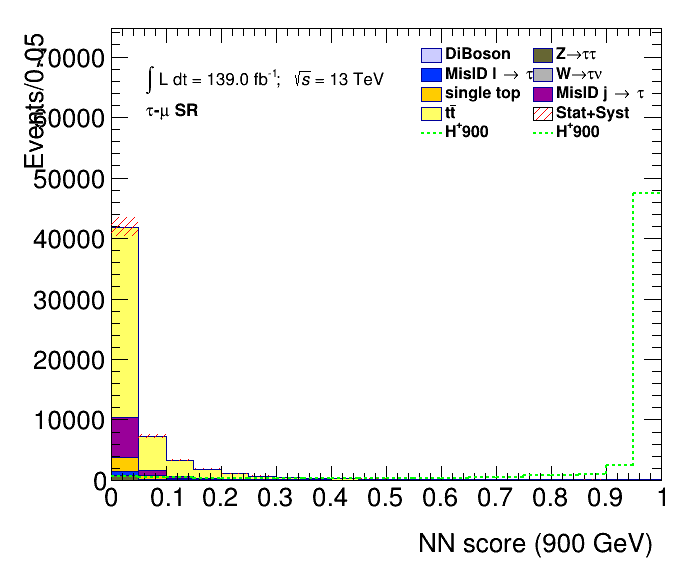 Events/0.05
70000
60000
50000
40000
30000
20000
10000
0
∫ L dt = 139.0 fb⁻¹; √s = 13 TeV
τ-μ SR
DiBoson
MisID l → τ
single top
tt̄
H⁺900
Z→ττ
W→τν
MisID j → τ
Stat+Syst
H⁺900
0 0.1 0.2 0.3 0.4 0.5 0.6 0.7 0.8 0.9 1
NN score (900 GeV)